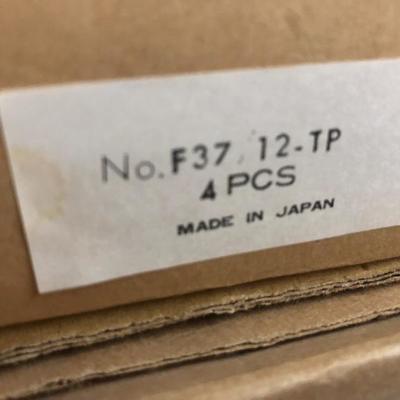 No. F37, 12-TP
4 PCS
MADE IN JAPAN